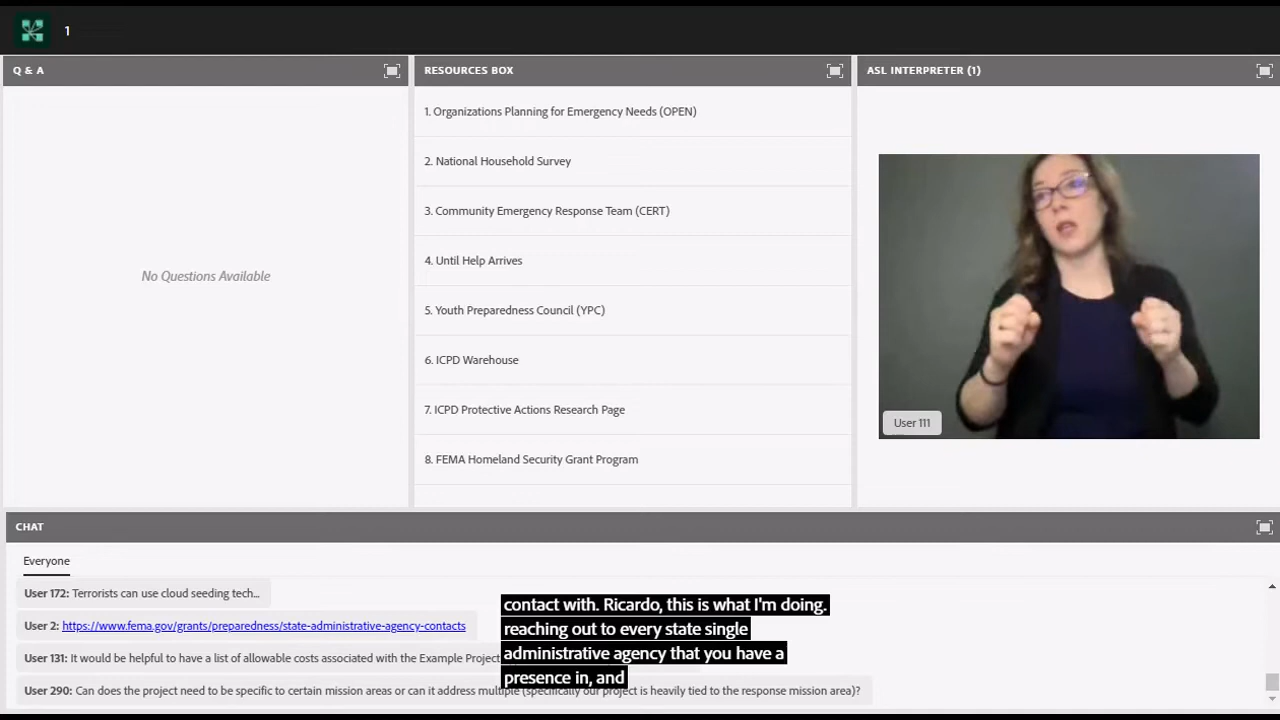 1
Q & A
RESOURCES BOX
ASL INTERPRETER (1)
No Questions Available
1. Organizations Planning for Emergency Needs (OPEN)
2. National Household Survey
3. Community Emergency Response Team (CERT)
4. Until Help Arrives
5. Youth Preparedness Council (YPC)
6. ICPD Warehouse
7. ICPD Protective Actions Research Page
8. FEMA Homeland Security Grant Program
User 111
CHAT
Everyone
User 172: Terrorists can use cloud seeding tech...
User 2: https://www.fema.gov/grants/preparedness/state-administrative-agency-contacts
User 131: It would be helpful to have a list of allowable costs associated with the Example Project
User 290: Can does the project need to be specific to certain mission areas or can it address multiple (specifically our project is heavily tied to the response mission area)?
contact with. Ricardo, this is what I'm doing.
reaching out to every state single
administrative agency that you have a
presence in, and